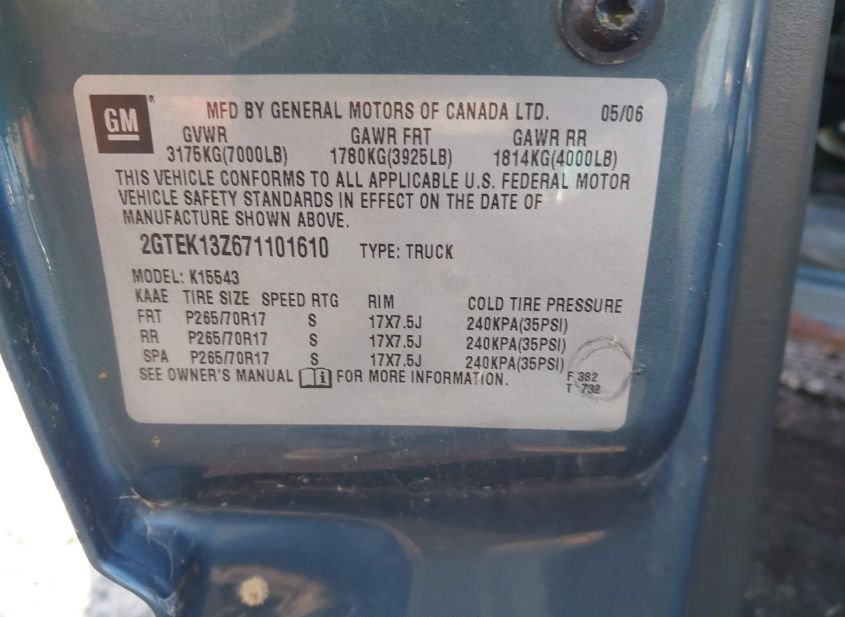 GM ® MFD BY GENERAL MOTORS OF CANADA LTD. 05/06
GVWR GAWR FRT GAWR RR
3175KG(7000LB) 1780KG(3925LB) 1814KG(4000LB)
THIS VEHICLE CONFORMS TO ALL APPLICABLE U.S. FEDERAL MOTOR
VEHICLE SAFETY STANDARDS IN EFFECT ON THE DATE OF
MANUFACTURE SHOWN ABOVE.
2GTEK13Z671101610 TYPE: TRUCK
MODEL: K15543
KAAE TIRE SIZE SPEED RTG RIM COLD TIRE PRESSURE
FRT P265/70R17 S 17X7.5J 240KPA(35PSI)
RR P265/70R17 S 17X7.5J 240KPA(35PSI)
SPA P265/70R17 S 17X7.5J 240KPA(35PSI)
SEE OWNER'S MANUAL i FOR MORE INFORMATION. F 382
T 732